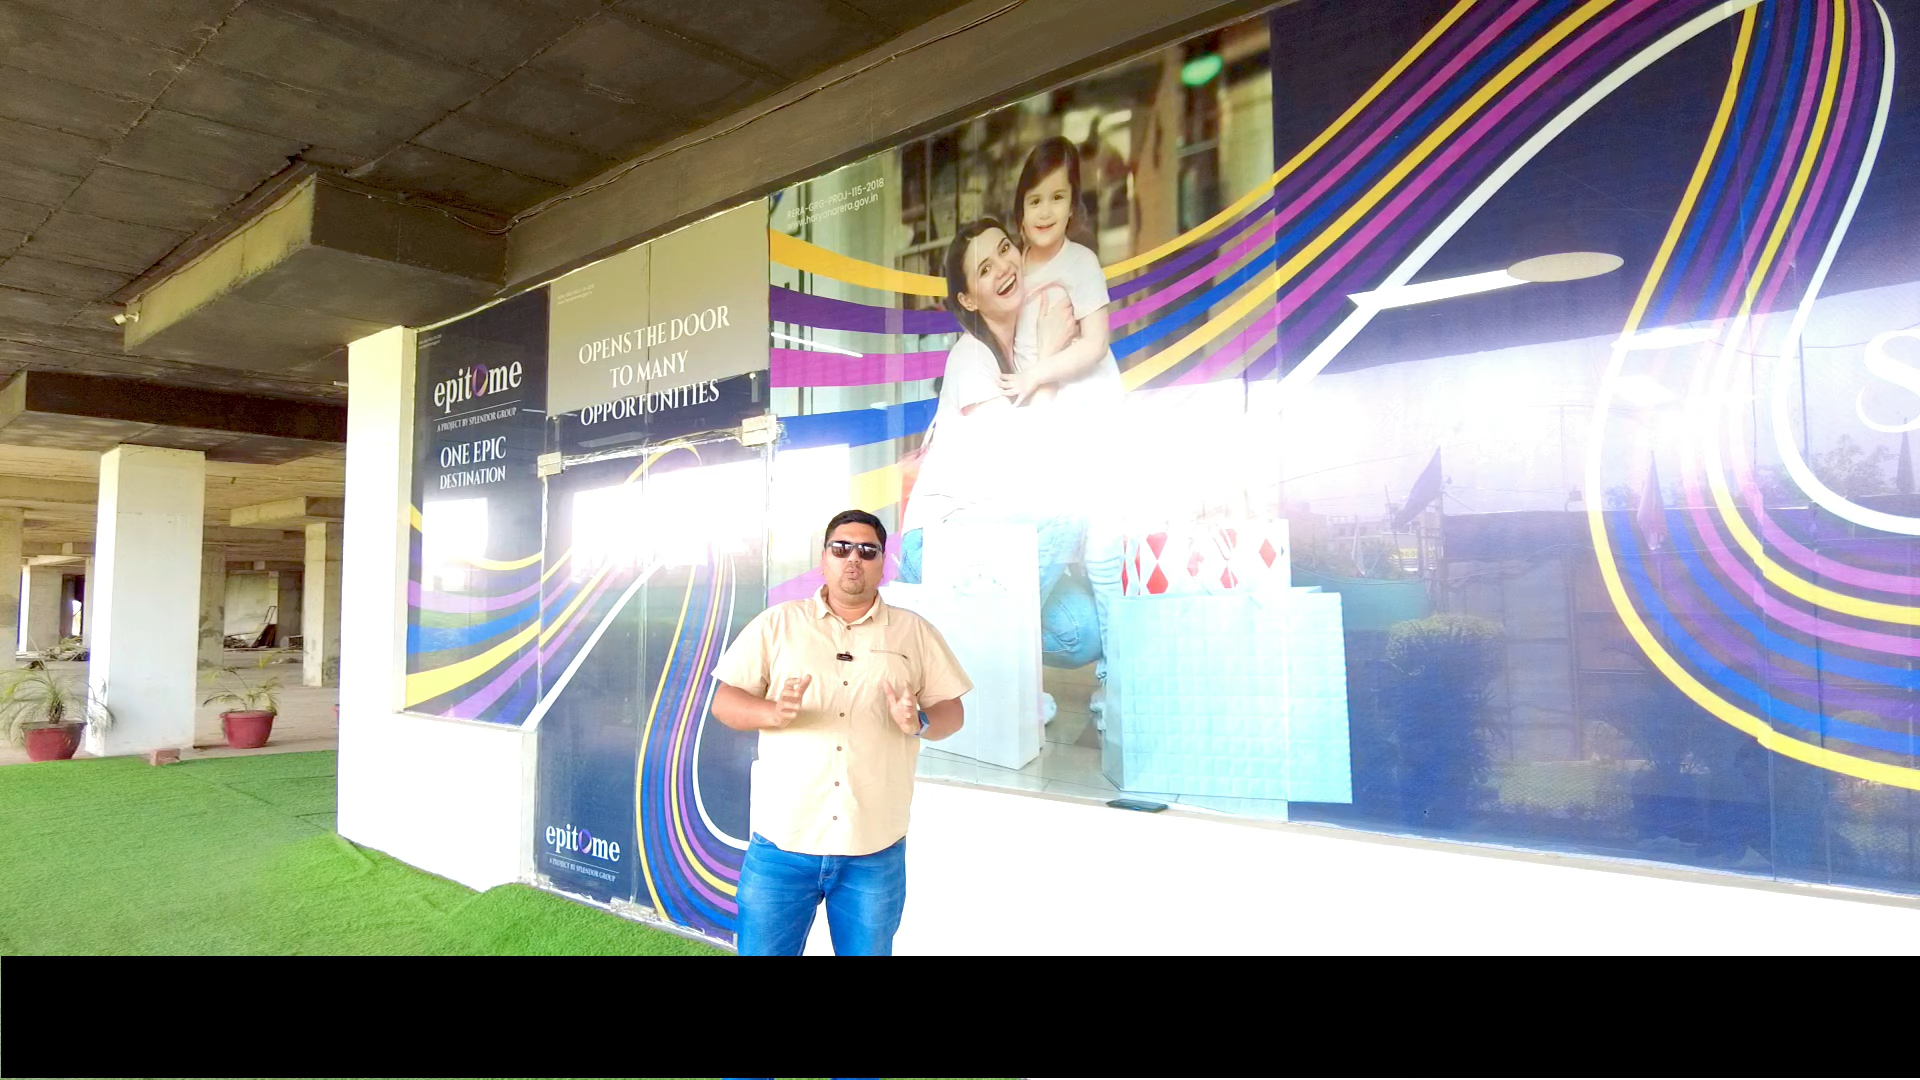 epitome
A PROJECT BY SPLENDOR GROUP
ONE EPIC
DESTINATION
OPENS THE DOOR
TO MANY
OPPORTUNITIES
RERA-GRG-PROJ-115-2018
www.haryanarera.gov.in
epitome
A PROJECT BY SPLENDOR GROUP
S